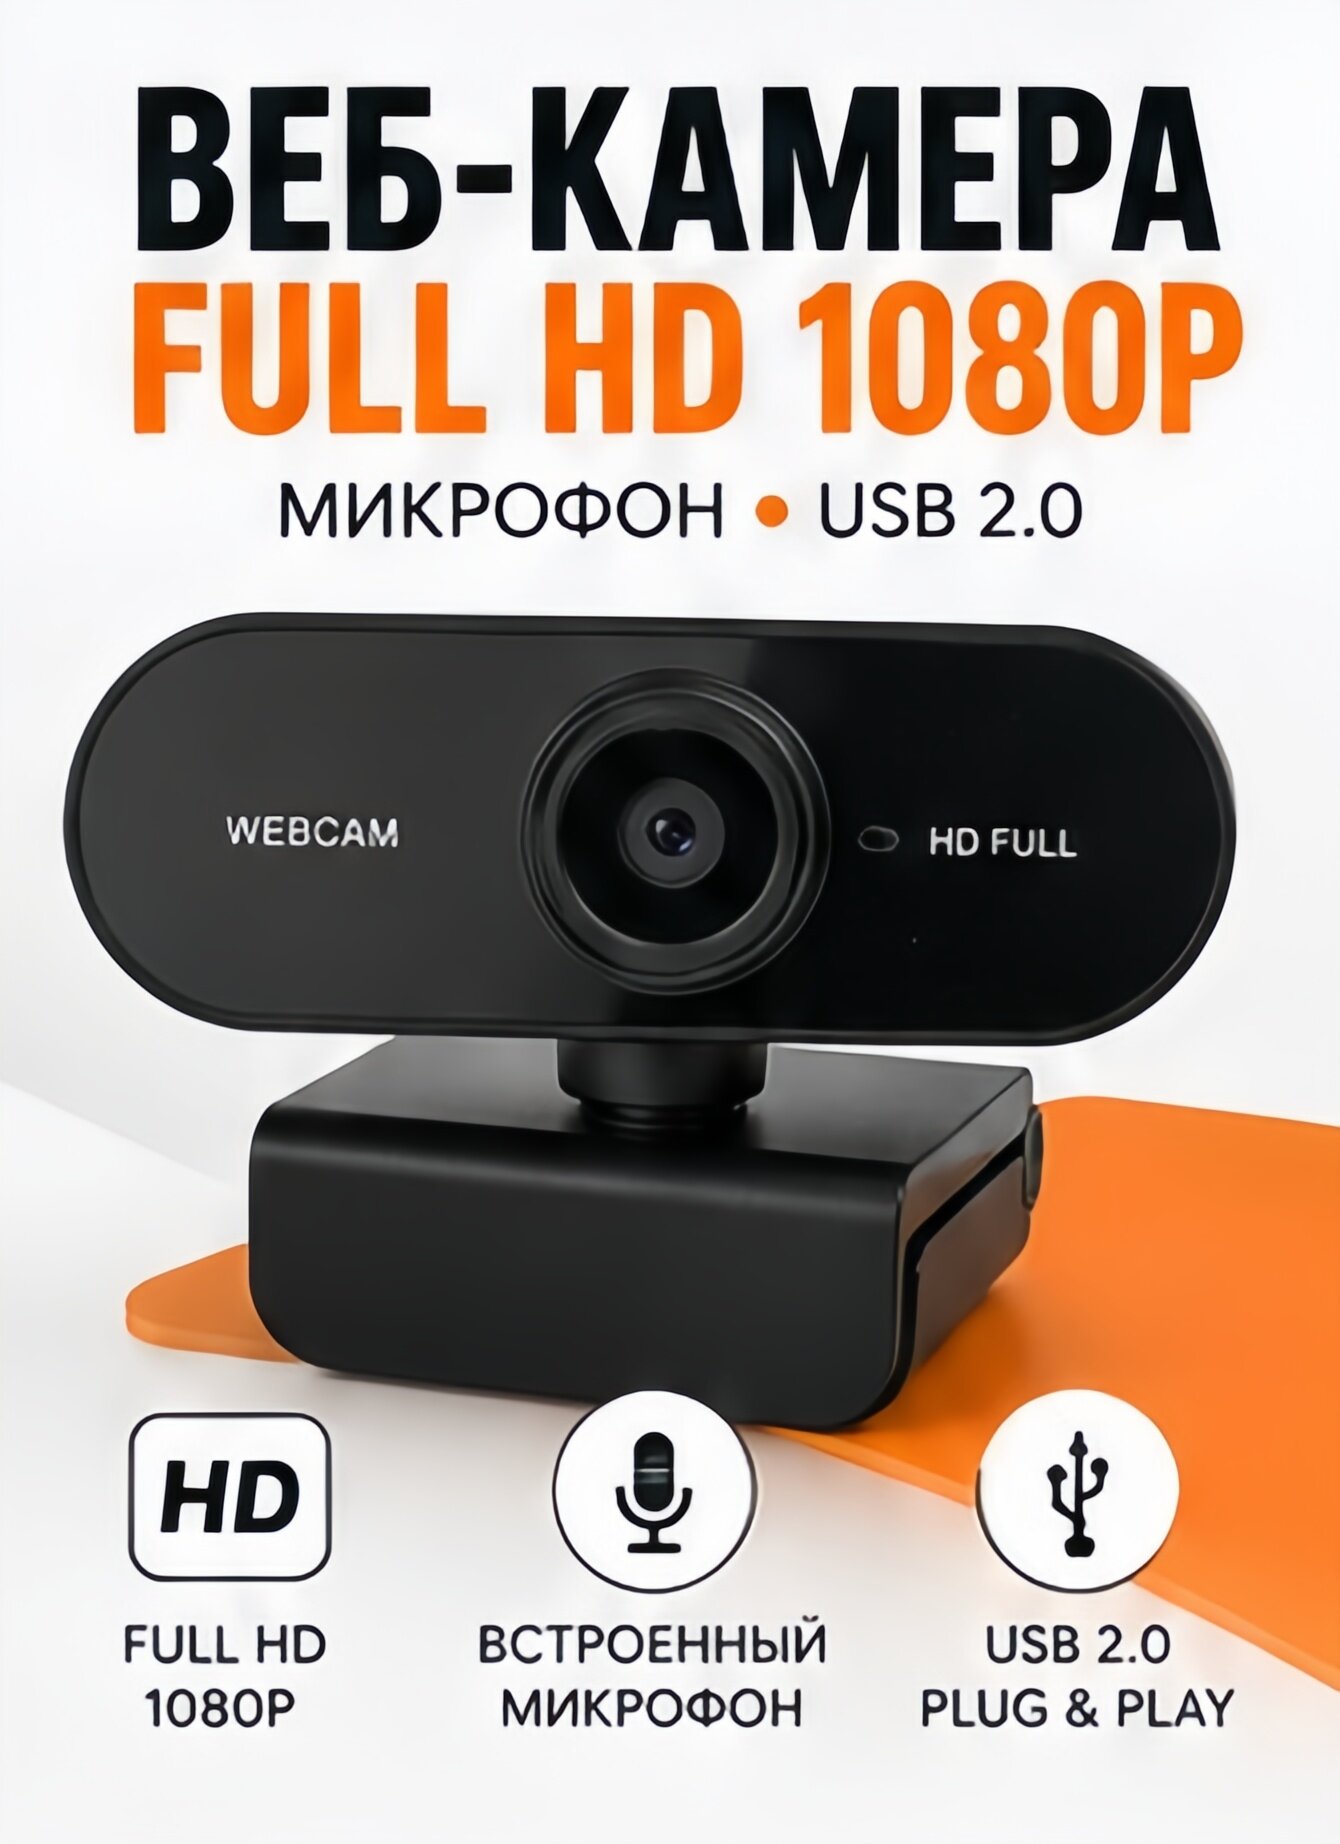 ВЕБ-КАМЕРА
FULL HD 1080P
МИКРОФОН • USB 2.0
WEBCAM
HD FULL
HD
FULL HD
1080P
ВСТРОЕННЫЙ
МИКРОФОН
USB 2.0
PLUG & PLAY